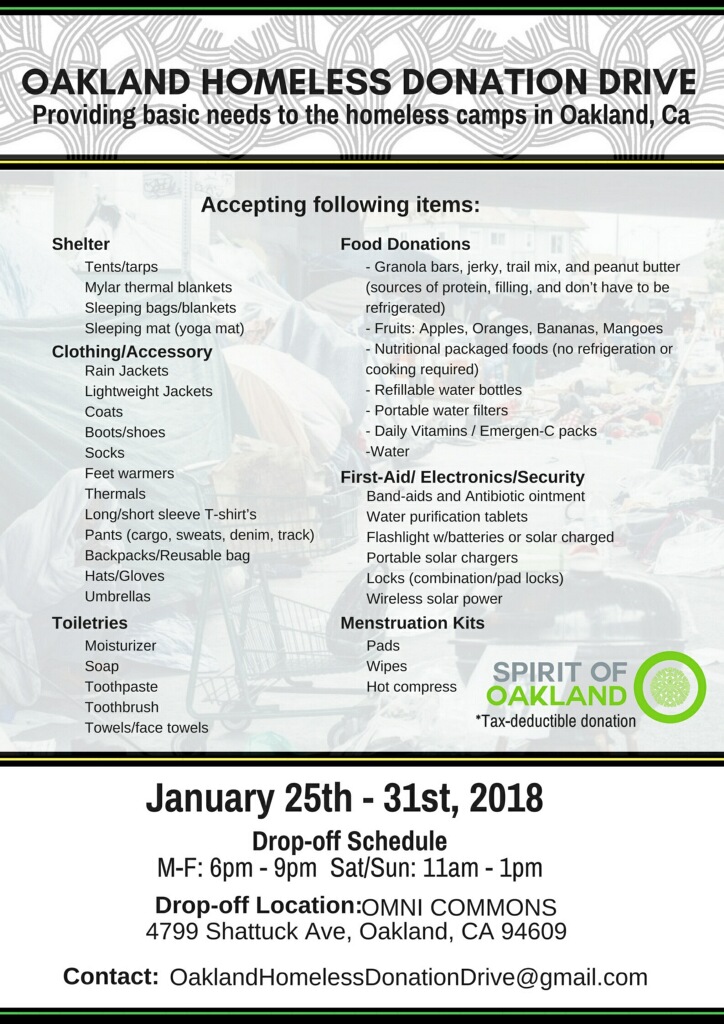 OAKLAND HOMELESS DONATION DRIVE
Providing basic needs to the homeless camps in Oakland, Ca
Accepting following items:
Shelter
Tents/tarps
Mylar thermal blankets
Sleeping bags/blankets
Sleeping mat (yoga mat)
Clothing/Accessory
Rain Jackets
Lightweight Jackets
Coats
Boots/shoes
Socks
Feet warmers
Thermals
Long/short sleeve T-shirt's
Pants (cargo, sweats, denim, track)
Backpacks/Reusable bag
Hats/Gloves
Umbrellas
Toiletries
Moisturizer
Soap
Toothpaste
Toothbrush
Towels/face towels
Food Donations
- Granola bars, jerky, trail mix, and peanut butter
(sources of protein, filling, and don't have to be
refrigerated)
- Fruits: Apples, Oranges, Bananas, Mangoes
- Nutritional packaged foods (no refrigeration or
cooking required)
- Refillable water bottles
- Portable water filters
- Daily Vitamins / Emergen-C packs
-Water
First-Aid/ Electronics/Security
Band-aids and Antibiotic ointment
Water purification tablets
Flashlight w/batteries or solar charged
Portable solar chargers
Locks (combination/pad locks)
Wireless solar power
Menstruation Kits
Pads
Wipes
Hot compress
SPIRIT OF
OAKLAND
*Tax-deductible donation
January 25th - 31st, 2018
Drop-off Schedule
M-F: 6pm - 9pm Sat/Sun: 11am - 1pm
Drop-off Location:OMNI COMMONS
4799 Shattuck Ave, Oakland, CA 94609
Contact: OaklandHomelessDonationDrive@gmail.com